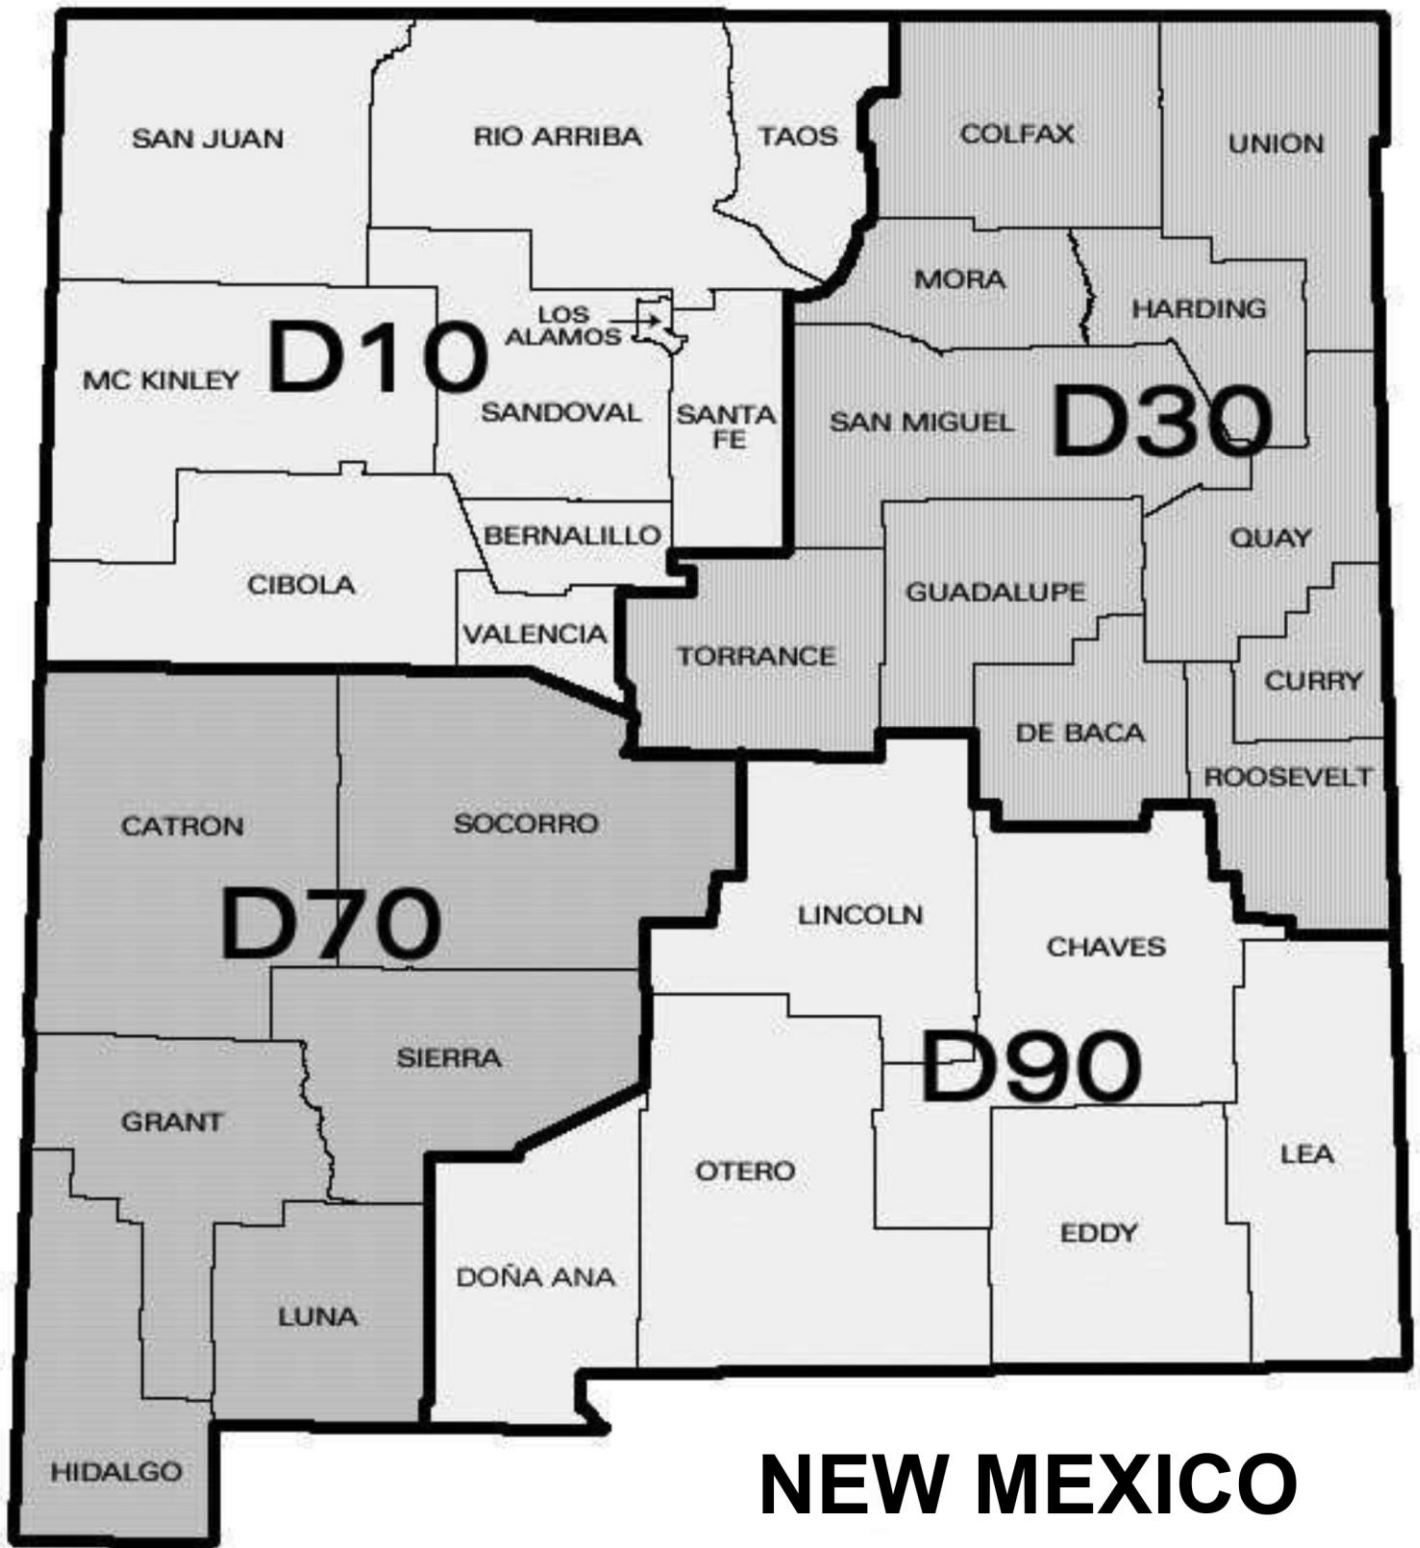 SAN JUAN
RIO ARRIBA
TAOS
COLFAX
UNION
MORA
HARDING
LOS
ALAMOS
D10
MC KINLEY
SANDOVAL
SANTA
FE
SAN MIGUEL
D30
BERNALILLO
QUAY
CIBOLA
GUADALUPE
VALENCIA
TORRANCE
CURRY
DE BACA
ROOSEVELT
CATRON
SOCORRO
D70
LINCOLN
CHAVES
SIERRA
D90
GRANT
OTERO
LEA
EDDY
DOÑA ANA
LUNA
HIDALGO
NEW MEXICO